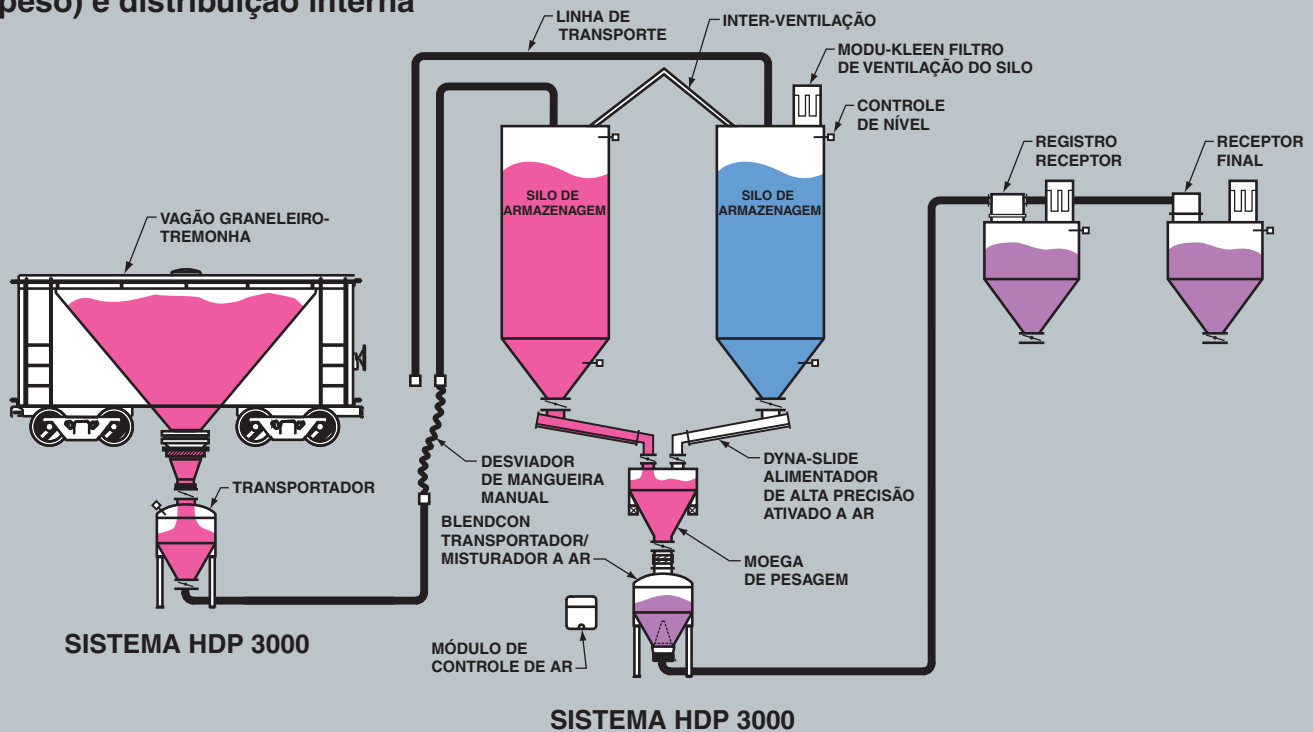 peso) e distribuição interna
LINHA DE
TRANSPORTE
INTER-VENTILAÇÃO
MODU-KLEEN FILTRO
DE VENTILAÇÃO DO SILO
CONTROLE
DE NÍVEL
REGISTRO
RECEPTOR
RECEPTOR
FINAL
VAGÃO GRANELEIRO-
TREMONHA
SILO DE
ARMAZENAGEM
SILO DE
ARMAZENAGEM
TRANSPORTADOR
DESVIADOR
DE MANGUEIRA
MANUAL
DYNA-SLIDE
ALIMENTADOR
DE ALTA PRECISÃO
ATIVADO A AR
BLENDCON
TRANSPORTADOR/
MISTURADOR A AR
MOEGA
DE PESAGEM
MÓDULO DE
CONTROLE DE AR
SISTEMA HDP 3000
SISTEMA HDP 3000